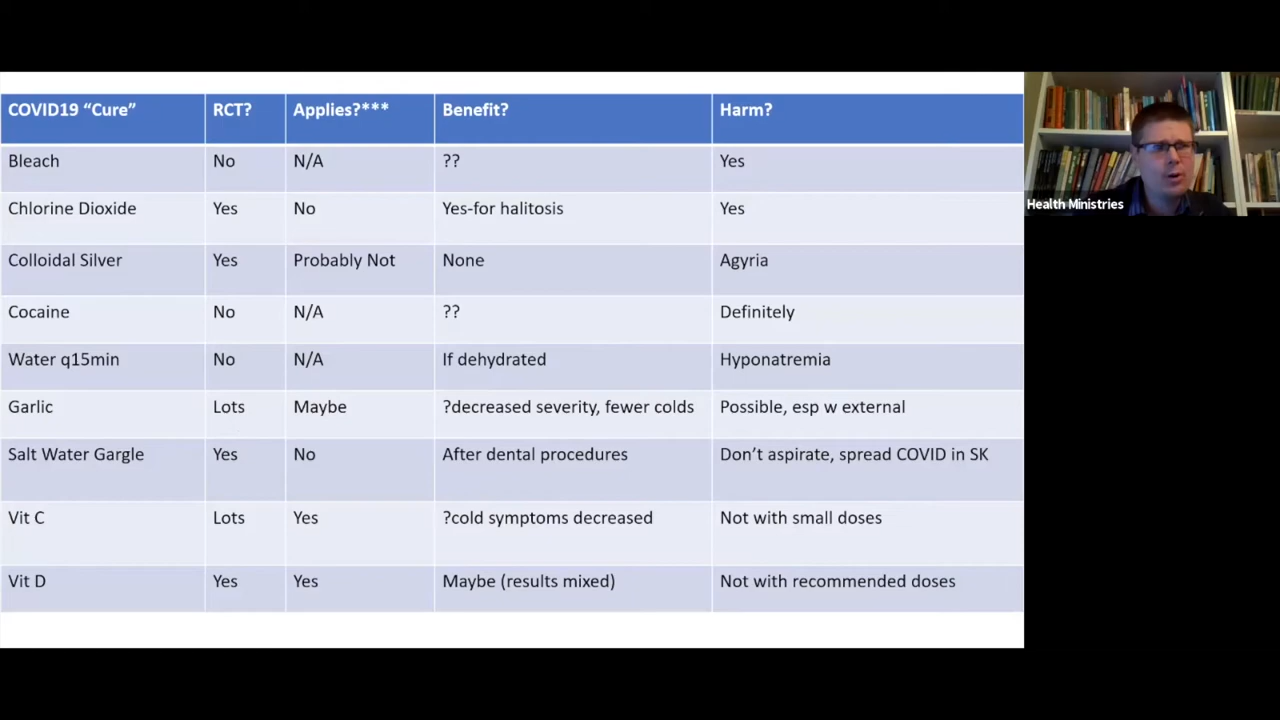 COVID19 “Cure” RCT? Applies?*** Benefit? Harm?
Bleach No N/A ?? Yes
Chlorine Dioxide Yes No Yes-for halitosis Yes
Health Ministries
Colloidal Silver Yes Probably Not None Agyria
Cocaine No N/A ?? Definitely
Water q15min No N/A If dehydrated Hyponatremia
Garlic Lots Maybe ?decreased severity, fewer colds Possible, esp w external
Salt Water Gargle Yes No After dental procedures Don’t aspirate, spread COVID in SK
Vit C Lots Yes ?cold symptoms decreased Not with small doses
Vit D Yes Yes Maybe (results mixed) Not with recommended doses